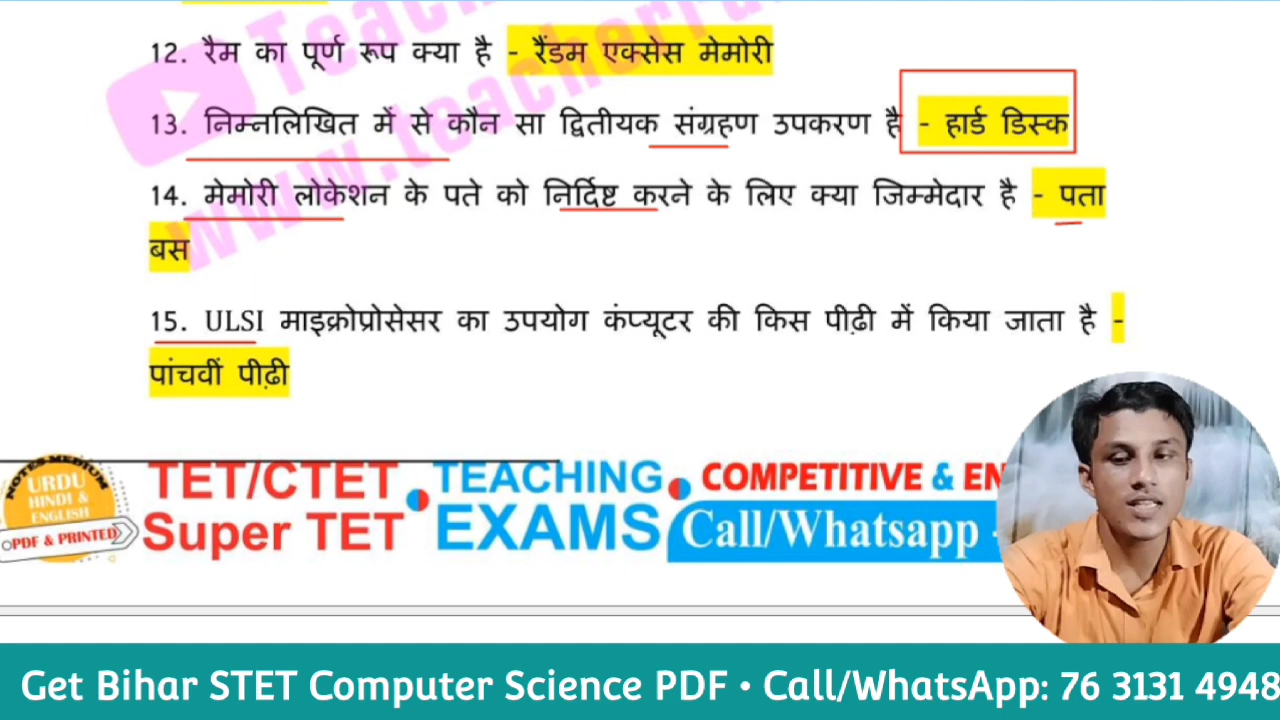 12. रैम का पूर्ण रूप क्या है - रैंडम एक्सेस मेमोरी
13. निम्नलिखित में से कौन सा द्वितीयक संग्रहण उपकरण है - हार्ड डिस्क
14. मेमोरी लोकेशन के पते को निर्दिष्ट करने के लिए क्या जिम्मेदार है - पता
बस
15. ULSI माइक्रोप्रोसेसर का उपयोग कंप्यूटर की किस पीढ़ी में किया जाता है -
पांचवीं पीढ़ी
NOTES MEDIUM
URDU
HINDI &
ENGLISH
PDF & PRINTED
TET/CTET
Super TET
TEACHING
EXAMS
COMPETITIVE &
Call/Whatsapp -
Get Bihar STET Computer Science PDF • Call/WhatsApp: 76 3131 4948